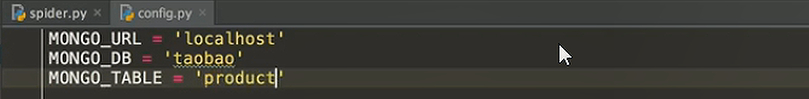 spider.py × config.py ×
MONGO_URL = 'localhost'
MONGO_DB = 'taobao'
MONGO_TABLE = 'product'